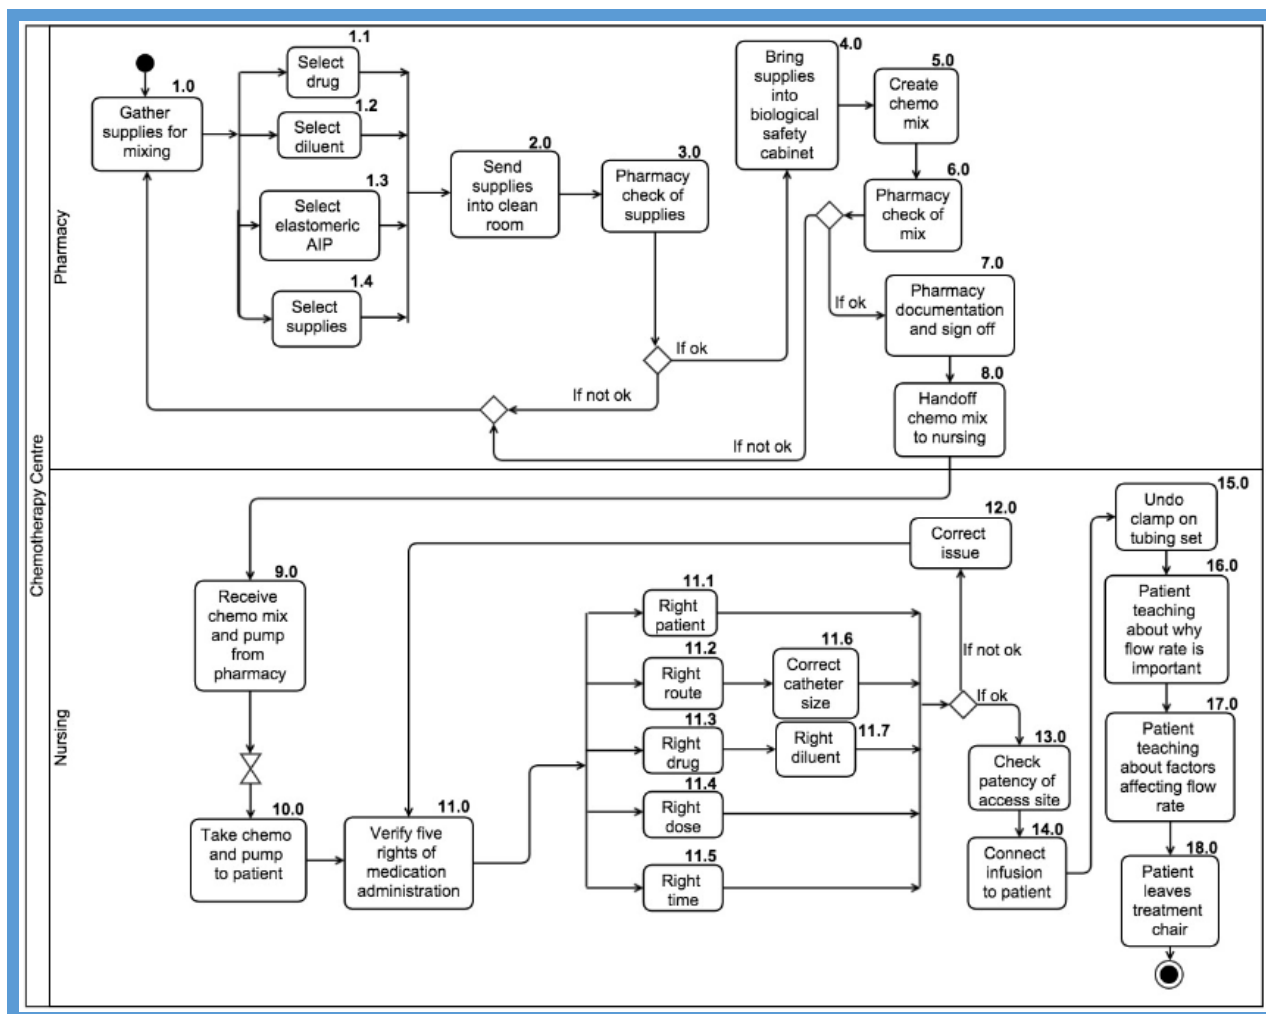 Chemotherapy Centre
Pharmacy
1.0
Gather
supplies for
mixing
1.1
Select
drug
1.2
Select
diluent
1.3
Select
elastomeric
AIP
1.4
Select
supplies
2.0
Send
supplies
into clean
room
3.0
Pharmacy
check of
supplies
If ok
If not ok
4.0
Bring
supplies
into
biological
safety
cabinet
5.0
Create
chemo
mix
6.0
Pharmacy
check of
mix
If ok
If not ok
7.0
Pharmacy
documentation
and sign off
8.0
Handoff
chemo mix
to nursing
Nursing
9.0
Receive
chemo mix
and pump
from
pharmacy
10.0
Take chemo
and pump
to patient
11.0
Verify five
rights of
medication
administration
11.1
Right
patient
11.2
Right
route
11.6
Correct
catheter
size
11.3
Right
drug
11.7
Right
diluent
11.4
Right
dose
11.5
Right
time
12.0
Correct
issue
If not ok
If ok
13.0
Check
patency of
access site
14.0
Connect
infusion
to patient
15.0
Undo
clamp on
tubing set
16.0
Patient
teaching
about why
flow rate is
important
17.0
Patient
teaching
about factors
affecting flow
rate
18.0
Patient
leaves
treatment
chair